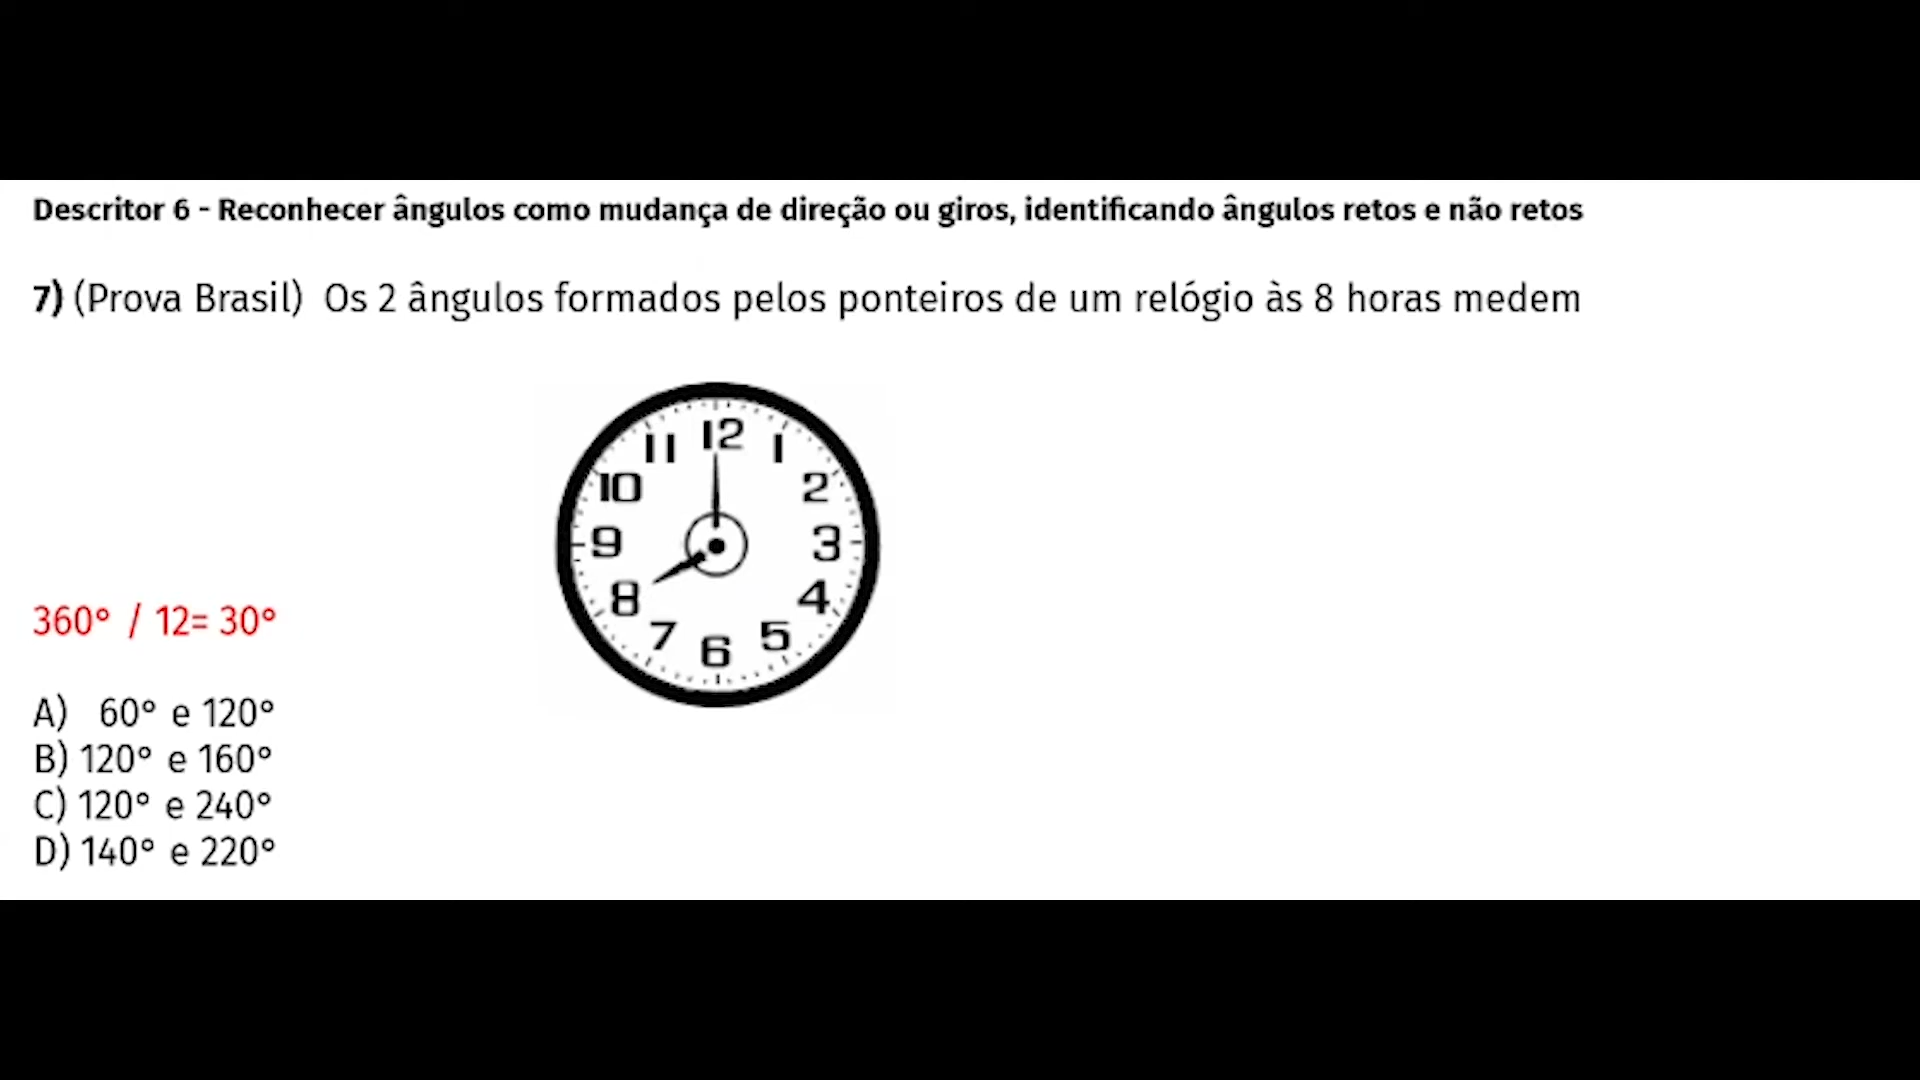 Descritor 6 - Reconhecer ângulos como mudança de direção ou giros, identificando ângulos retos e não retos
7) (Prova Brasil) Os 2 ângulos formados pelos ponteiros de um relógio às 8 horas medem
12
11 1
10 2
9 3
8 4
7 5
6
360° / 12= 30°
A) 60° e 120°
B) 120° e 160°
C) 120° e 240°
D) 140° e 220°